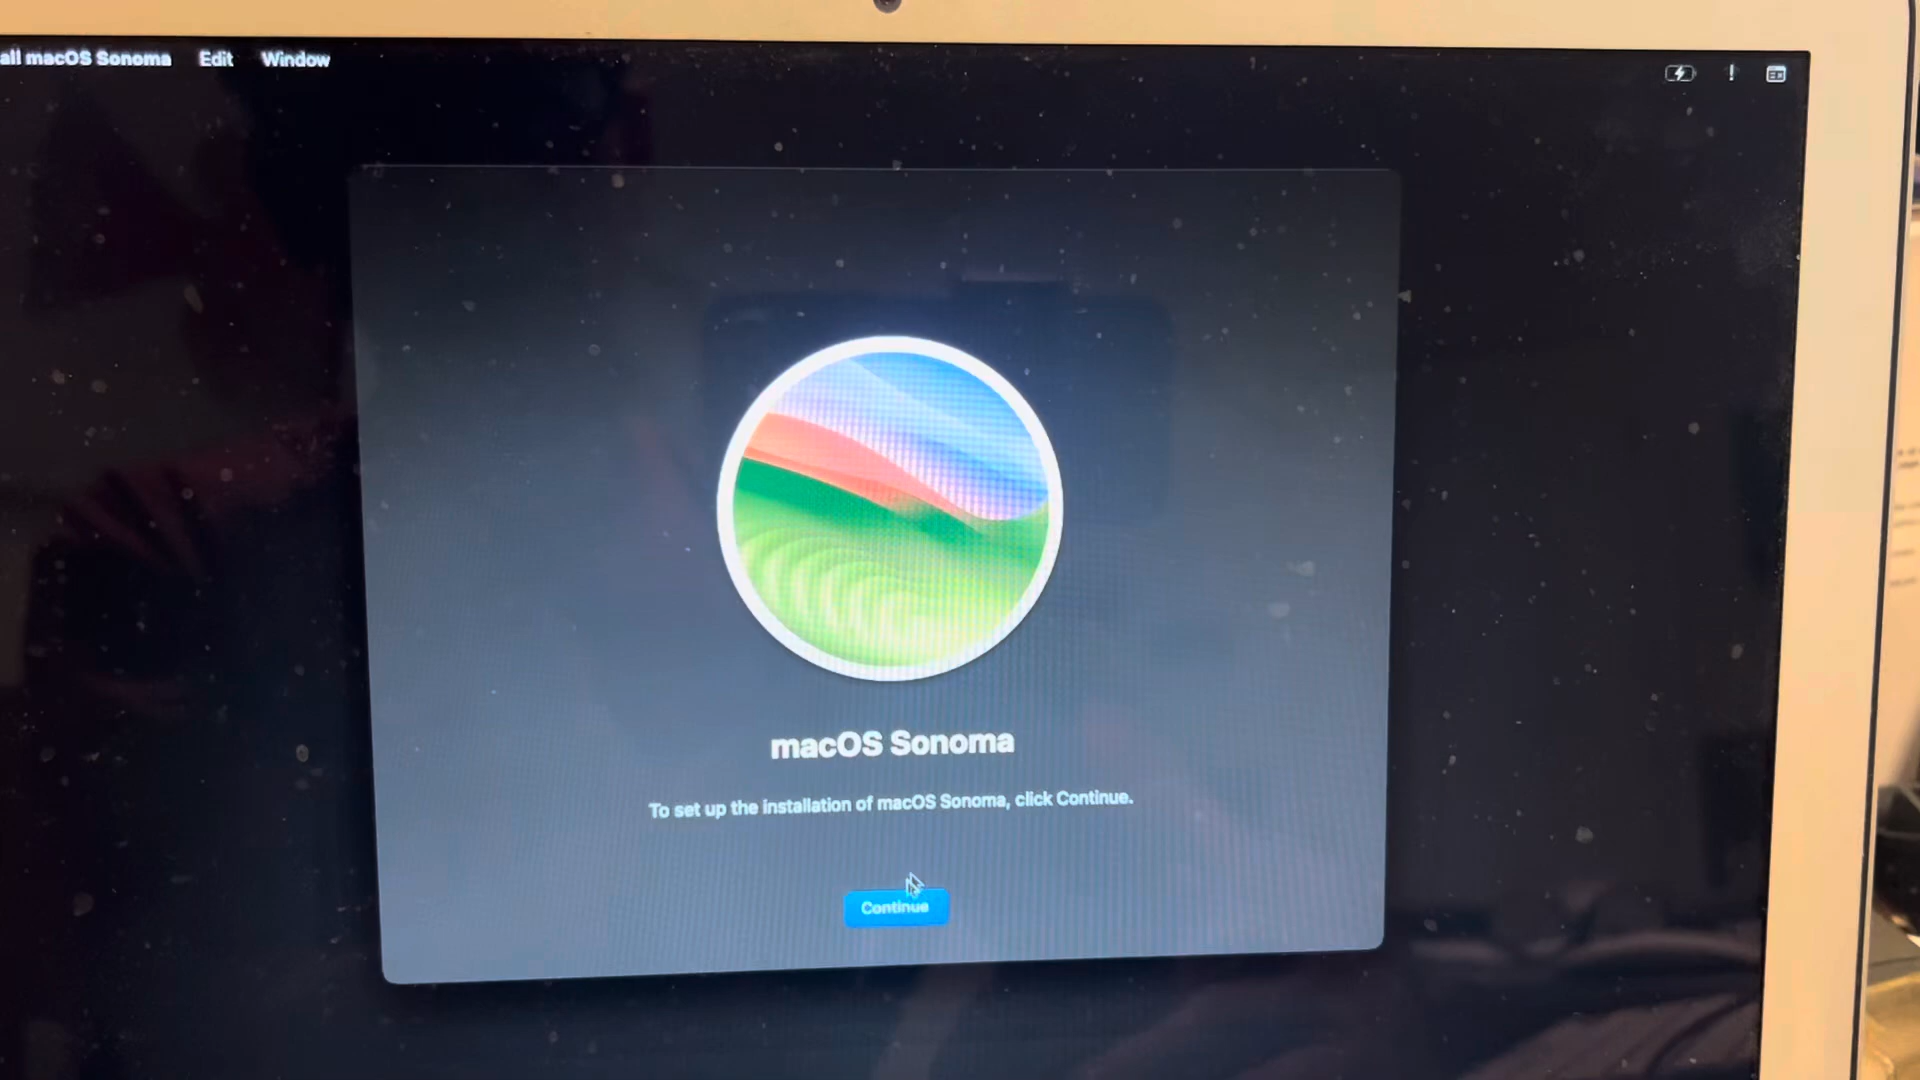 all macOS Sonoma Edit Window
macOS Sonoma
To set up the installation of macOS Sonoma, click Continue.
Continue